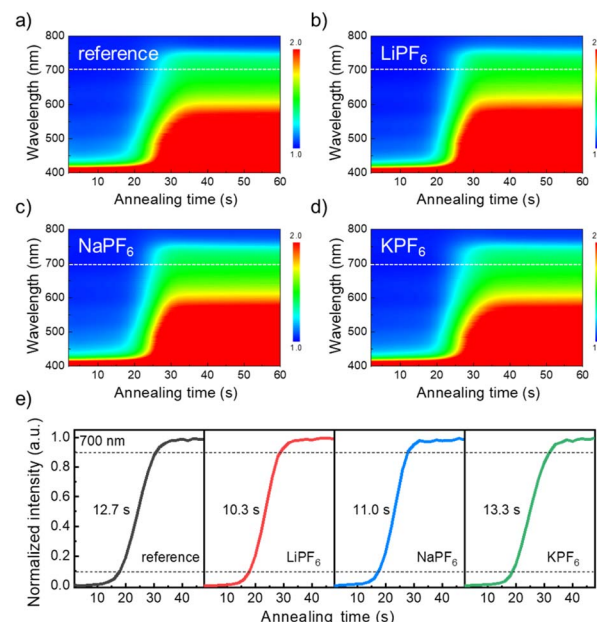 a)
b)
800
700
600
500
400
Wavelength (nm)
reference
2.0
1.0
10 20 30 40 50 60
Annealing time (s)
800
700
600
500
400
Wavelength (nm)
LiPF6
2
1
10 20 30 40 50 60
Annealing time (s)
c)
d)
800
700
600
500
400
Wavelength (nm)
NaPF6
2.0
1.0
10 20 30 40 50 60
Annealing time (s)
800
700
600
500
400
Wavelength (nm)
KPF6
2
1
10 20 30 40 50 60
Annealing time (s)
e)
Normalized intensity (a.u.)
1.0
0.8
0.6
0.4
0.2
0.0
700 nm
12.7 s
reference
10.3 s
LiPF6
11.0 s
NaPF6
13.3 s
KPF6
10 20 30 40 10 20 30 40 10 20 30 40 10 20 30 40
Annealing time (s)